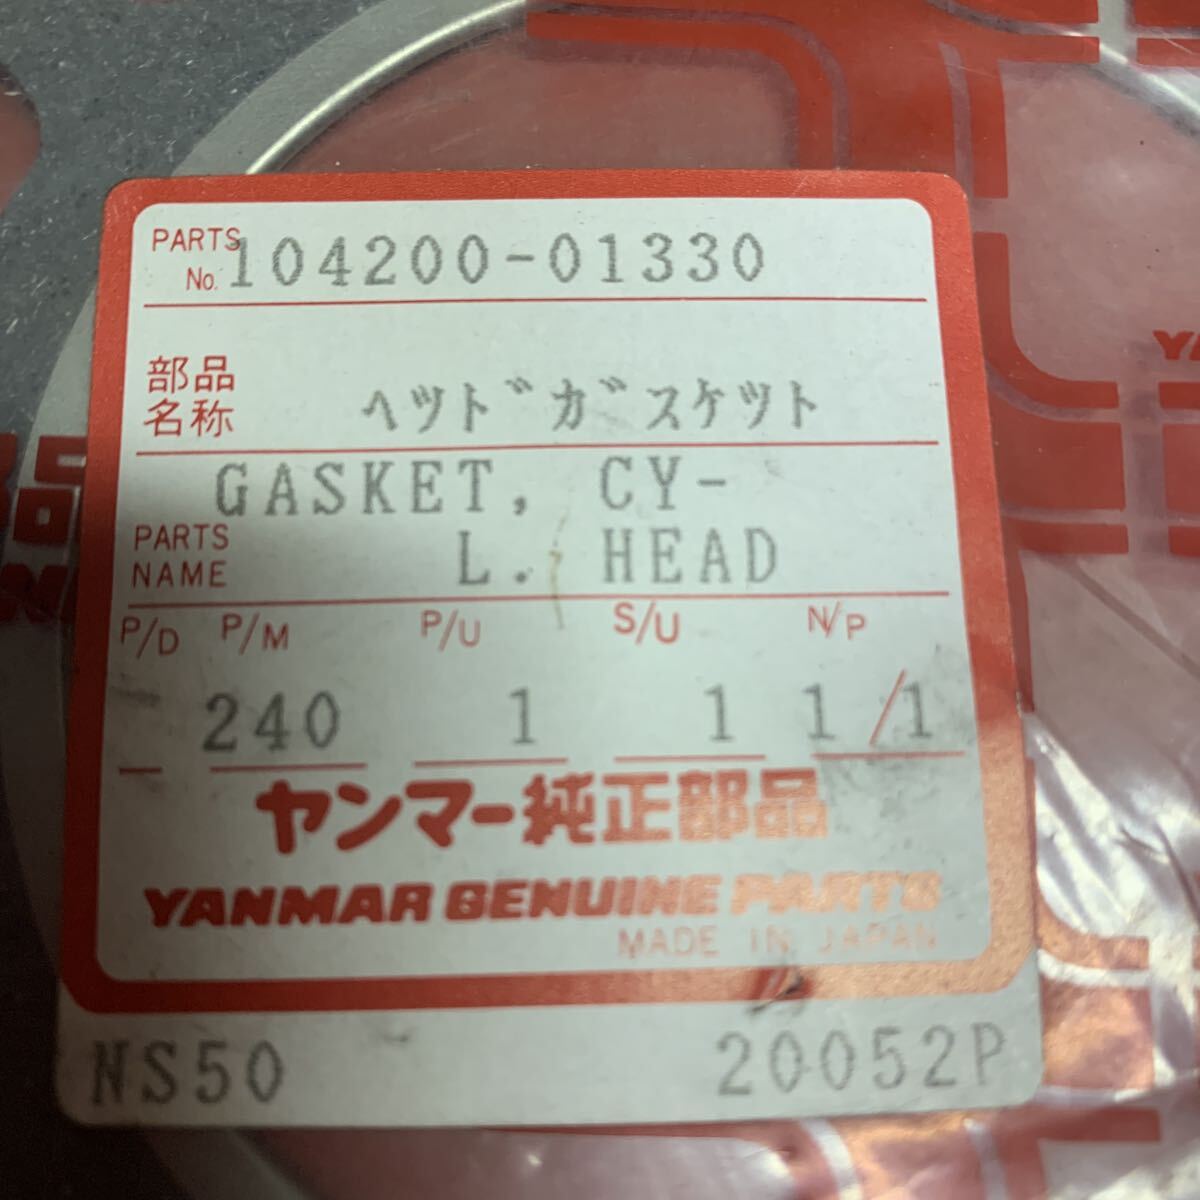 PARTS No. 104200-01330
部品名称 ヘツド゛カ゛スケツト
GASKET, CY-
PARTS NAME L. HEAD
P/D P/M P/U S/U N/P
- 240 1 1 1/1
ヤンマー純正部品
YANMAR GENUINE PARTS
MADE IN JAPAN
NS50 20052P